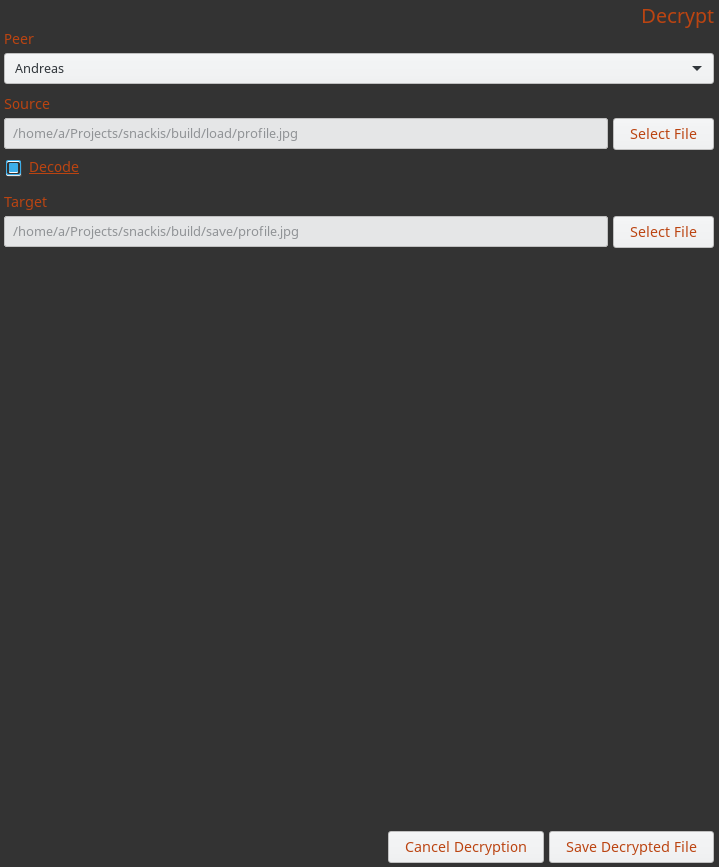 Decrypt
Peer
Andreas
Source
/home/a/Projects/snackis/build/load/profile.jpg
Select File
Decode
Target
/home/a/Projects/snackis/build/save/profile.jpg
Select File
Cancel Decryption
Save Decrypted File